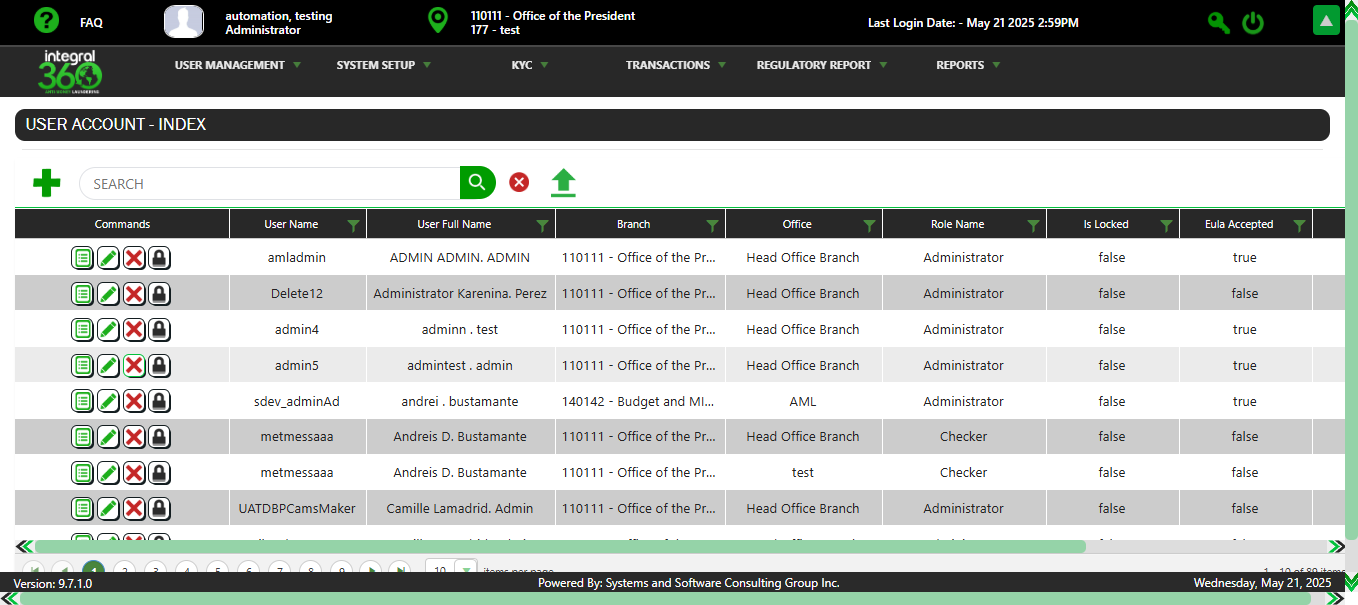 FAQ
automation, testing
Administrator
110111 - Office of the President
177 - test
Last Login Date: - May 21 2025 2:59PM
integral
360
USER MANAGEMENT
SYSTEM SETUP
KYC
TRANSACTIONS
REGULATORY REPORT
REPORTS
USER ACCOUNT - INDEX
SEARCH
Commands User Name User Full Name Branch Office Role Name Is Locked Eula Accepted
amladmin ADMIN ADMIN. ADMIN 110111 - Office of the Pr... Head Office Branch Administrator false true
Delete12 Administrator Karenina. Perez 110111 - Office of the Pr... Head Office Branch Administrator false false
admin4 adminn . test 110111 - Office of the Pr... Head Office Branch Administrator false true
admin5 admintest . admin 110111 - Office of the Pr... Head Office Branch Administrator false true
sdev_adminAd andrei . bustamante 140142 - Budget and MI... AML Administrator false true
metmessaaa Andreis D. Bustamante 110111 - Office of the Pr... Head Office Branch Checker false false
metmessaaa Andreis D. Bustamante 110111 - Office of the Pr... test Checker false false
UATDBPCamsMaker Camille Lamadrid. Admin 110111 - Office of the Pr... Head Office Branch Administrator false false
1 2 3 4 5 6 7 8 9 10 items per page 1 - 10 of 89 items
Version: 9.7.1.0
Powered By: Systems and Software Consulting Group Inc.
Wednesday, May 21, 2025